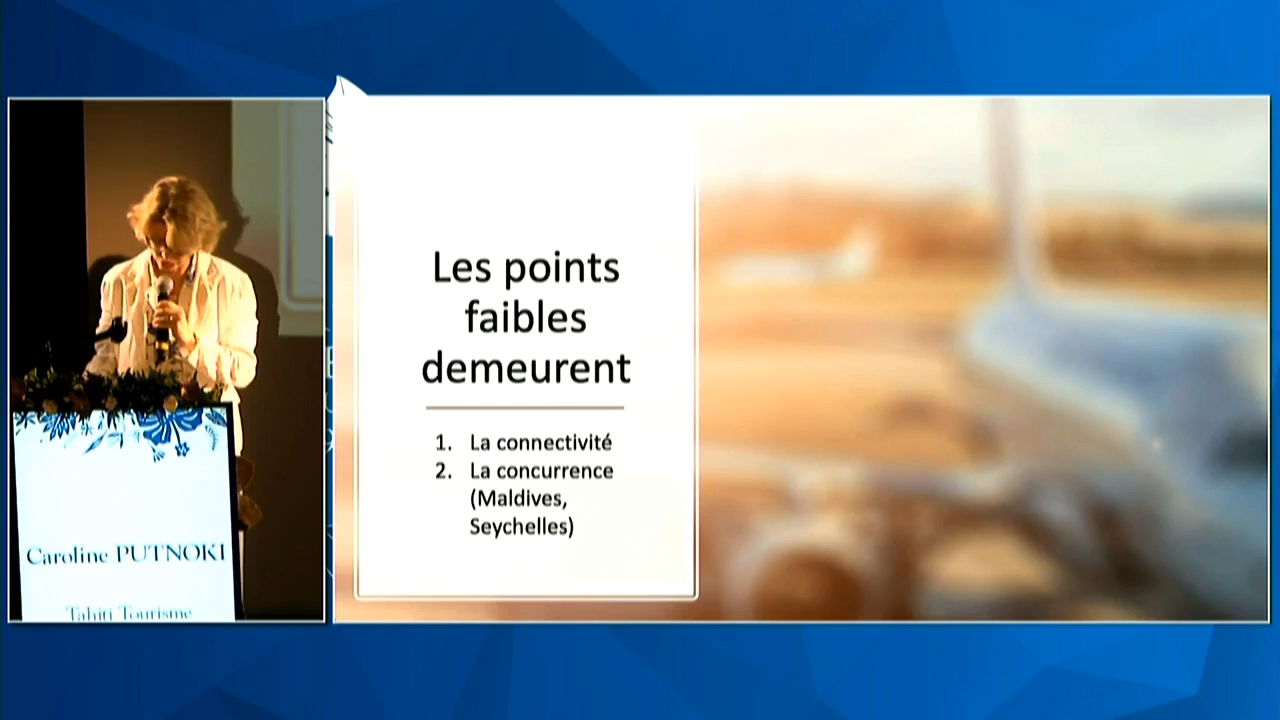 Les points
faibles
demeurent
1. La connectivité
2. La concurrence
(Maldives,
Seychelles)
Caroline PUTNOKI
Tahiti Tourisme